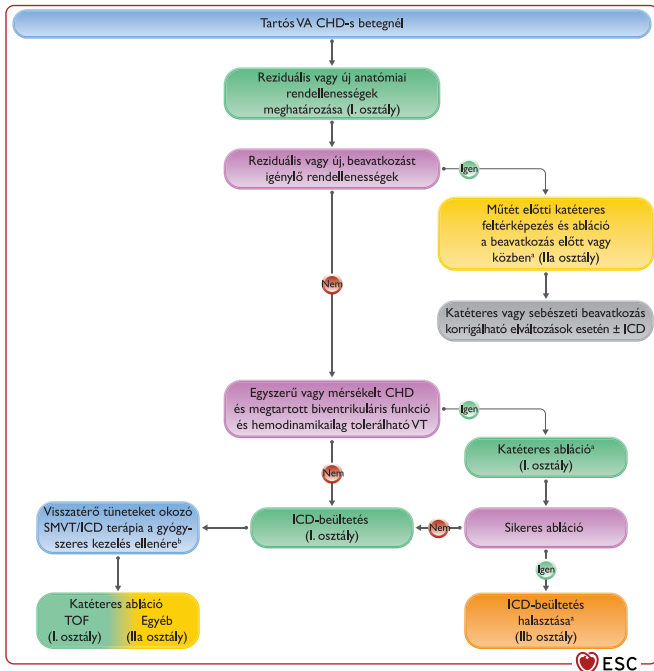 Tartós VA CHD-s betegnél
Reziduális vagy új anatómiai
rendellenességek
meghatározása (I. osztály)
Reziduális vagy új, beavatkozást
igénylő rendellenességek
Igen
Műtét előtti katéteres
feltérképezés és abláció
a beavatkozás előtt vagy
közbenª (IIa osztály)
Nem
Katéteres vagy sebészeti beavatkozás
korrigálható elváltozások esetén ± ICD
Egyszerű vagy mérsékelt CHD
és megtartott biventrikuláris funkció
és hemodinamikailag tolerálható VT
Igen
Katéteres ablációª
(I. osztály)
Nem
Visszatérő tüneteket okozó
SMVT/ICD terápia a gyógy-
szeres kezelés ellenéreᵇ
ICD-beültetés
(I. osztály)
Nem
Sikeres abláció
Igen
Katéteres abláció
TOF Egyéb
(I. osztály) (IIa osztály)
ICD-beültetés
halasztásaª
(IIb osztály)
ESC